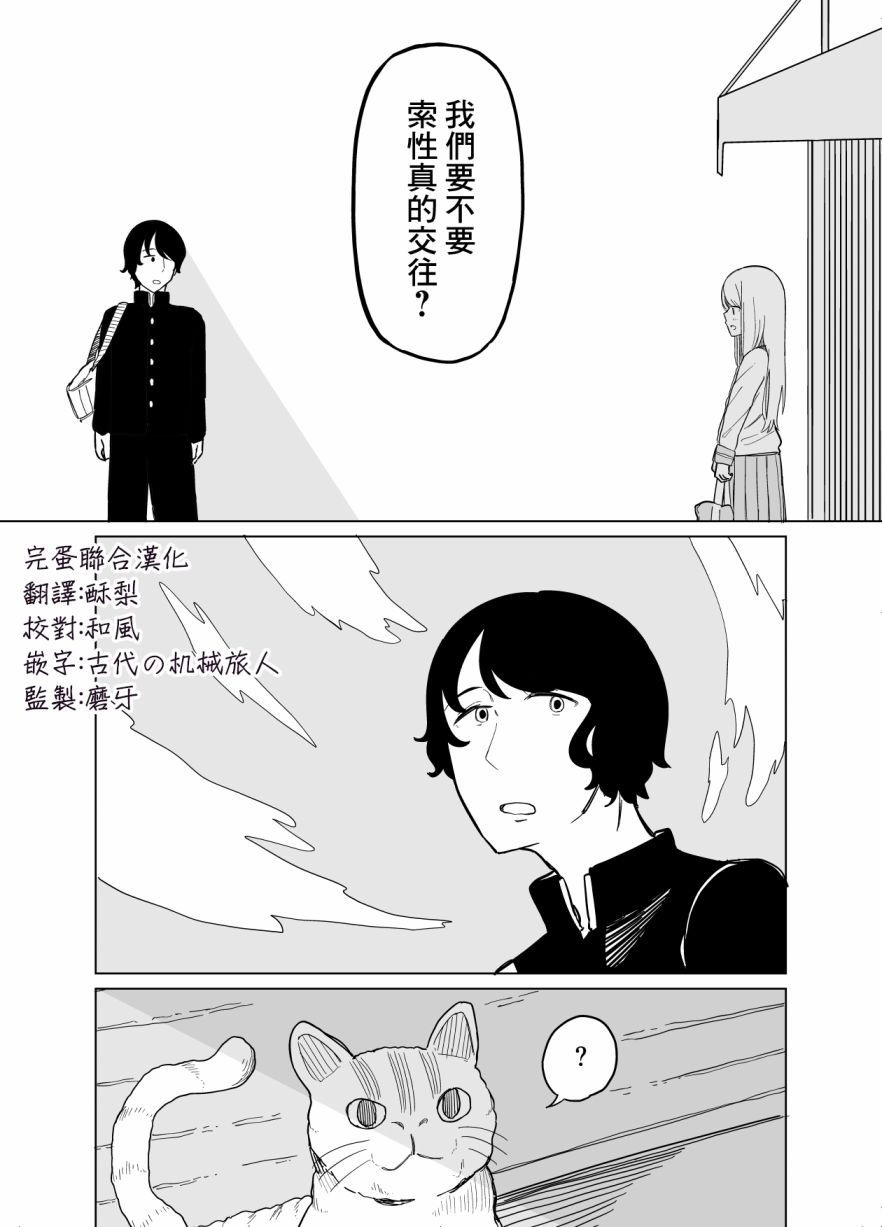 我們要不要
索性真的交往？
完蛋聯合漢化
翻譯:酥梨
校對:和風
嵌字:古代の机械旅人
監製:磨牙
？